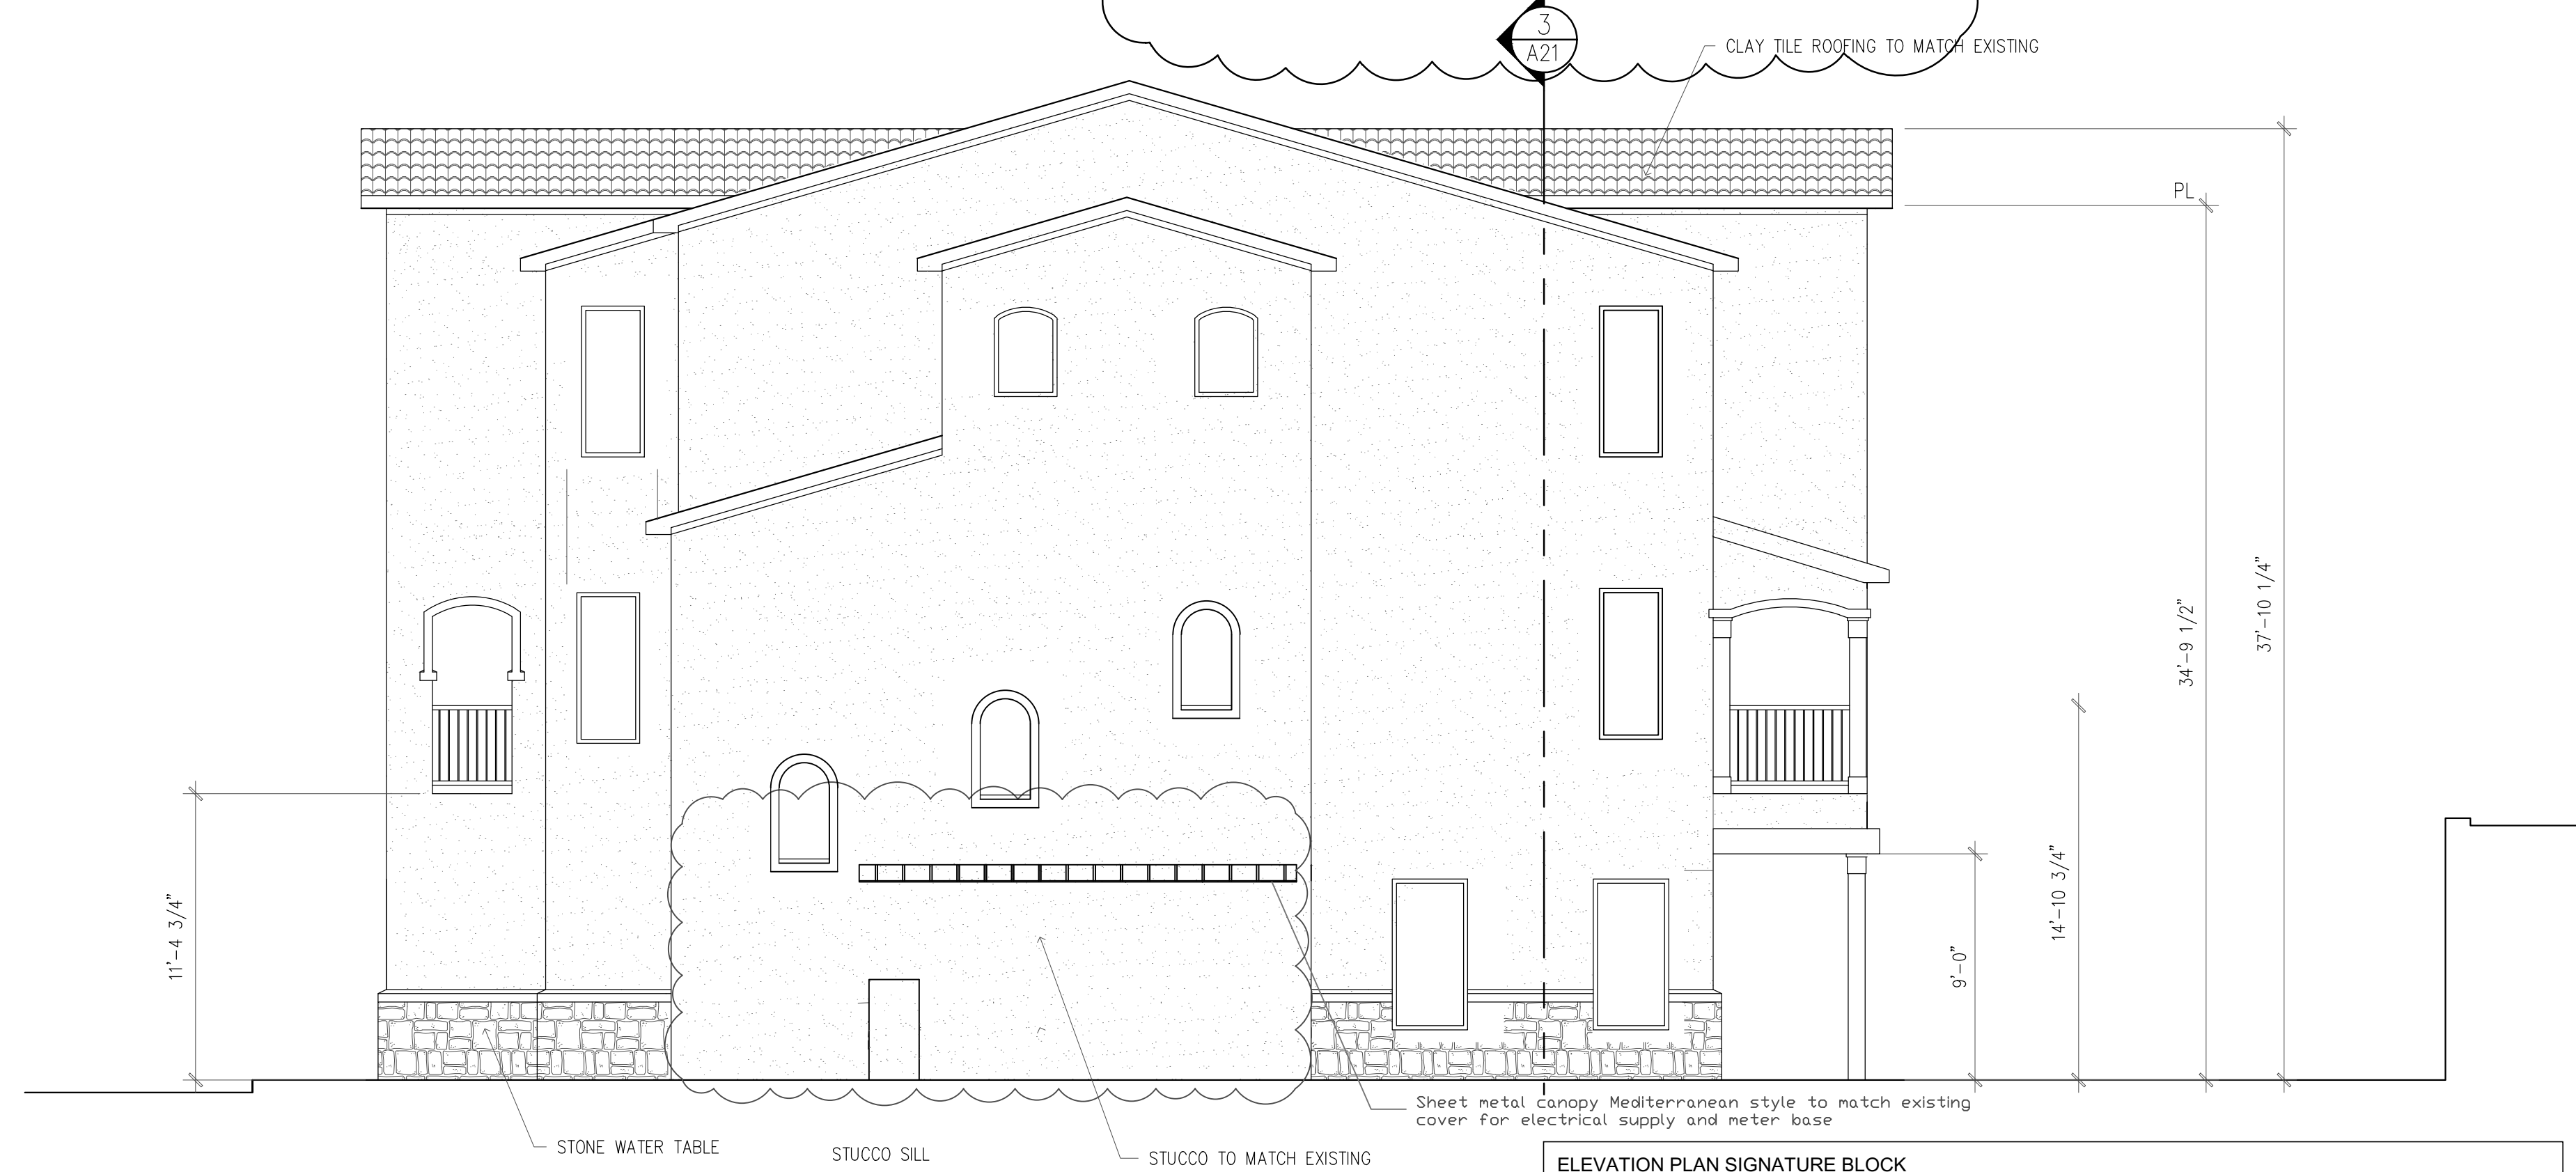 3
A21
CLAY TILE ROOFING TO MATCH EXISTING
PL
37'-10 1/4"
34'-9 1/2"
14'-10 3/4"
11'-4 3/4"
9'-0"
Sheet metal canopy Mediterranean style to match existing
cover for electrical supply and meter base
STONE WATER TABLE
STUCCO SILL
STUCCO TO MATCH EXISTING
ELEVATION PLAN SIGNATURE BLOCK